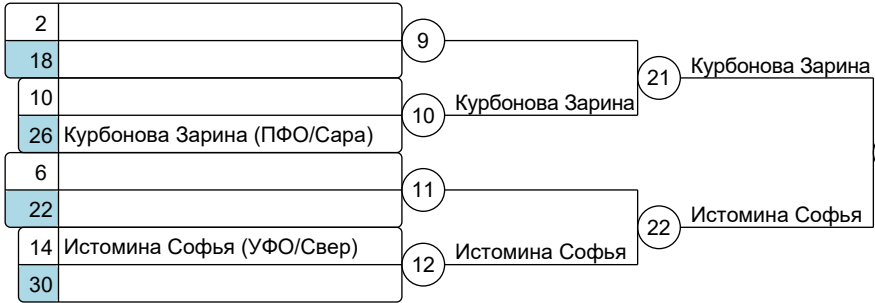 2
18
9
10
26 Курбонова Зарина (ПФО/Сара)
10 Курбонова Зарина
21 Курбонова Зарина
6
22
11
14 Истомина Софья (УФО/Свер)
30
12 Истомина Софья
22 Истомина Софья